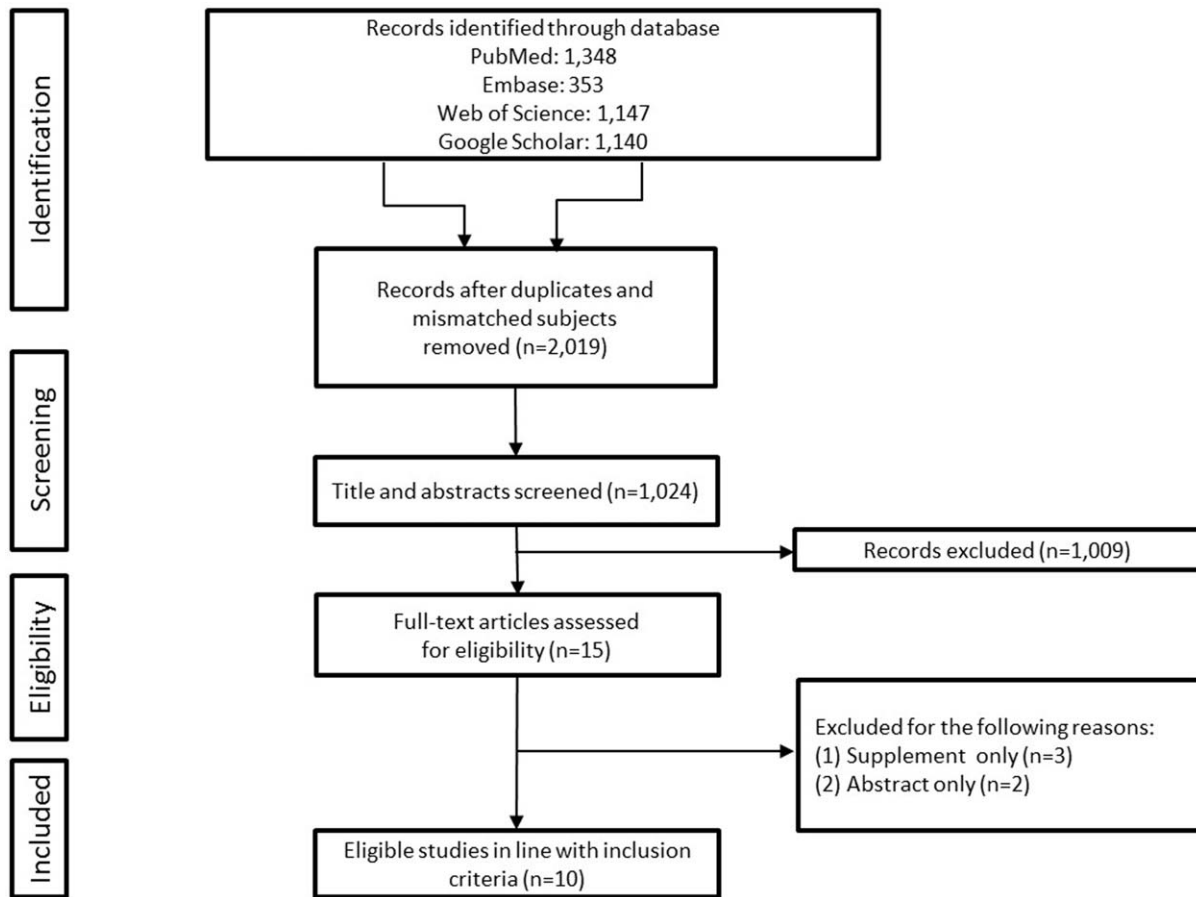 Identification
Records identified through database
PubMed: 1,348
Embase: 353
Web of Science: 1,147
Google Scholar: 1,140
Records after duplicates and
mismatched subjects
removed (n=2,019)
Screening
Title and abstracts screened (n=1,024)
Records excluded (n=1,009)
Eligibility
Full-text articles assessed
for eligibility (n=15)
Excluded for the following reasons:
(1) Supplement only (n=3)
(2) Abstract only (n=2)
Included
Eligible studies in line with inclusion
criteria (n=10)